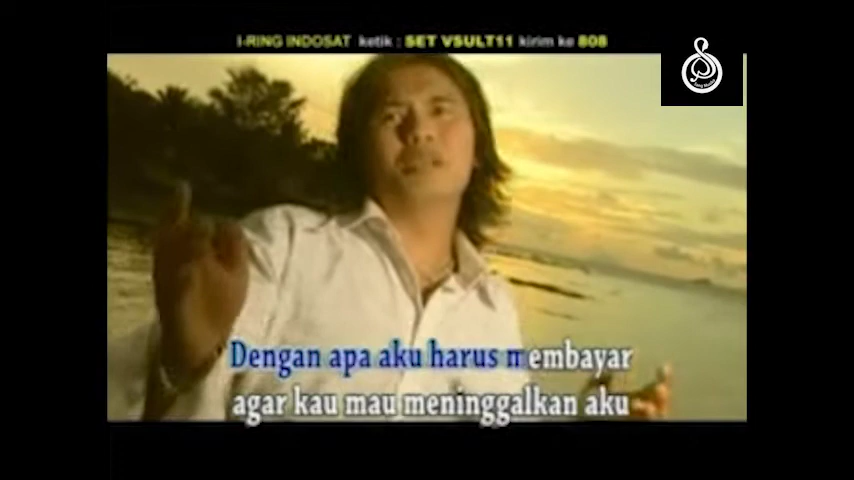 I-RING INDOSAT ketik : SET VSULT11 kirim ke 808
Dengan apa aku harus membayar
agar kau mau meninggalkan aku